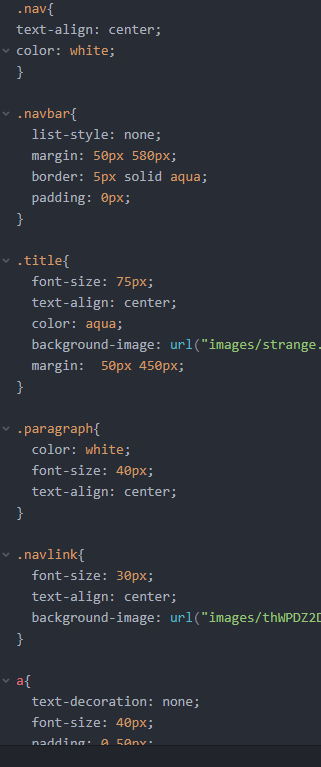 .nav{
text-align: center;
color: white;
}
.navbar{
list-style: none;
margin: 50px 580px;
border: 5px solid aqua;
padding: 0px;
}
.title{
font-size: 75px;
text-align: center;
color: aqua;
background-image: url("images/strange.
margin:  50px 450px;
}
.paragraph{
color: white;
font-size: 40px;
text-align: center;
}
.navlink{
font-size: 30px;
text-align: center;
background-image: url("images/thWPDZ2D
}
a{
text-decoration: none;
font-size: 40px;
padding: 0 50px;